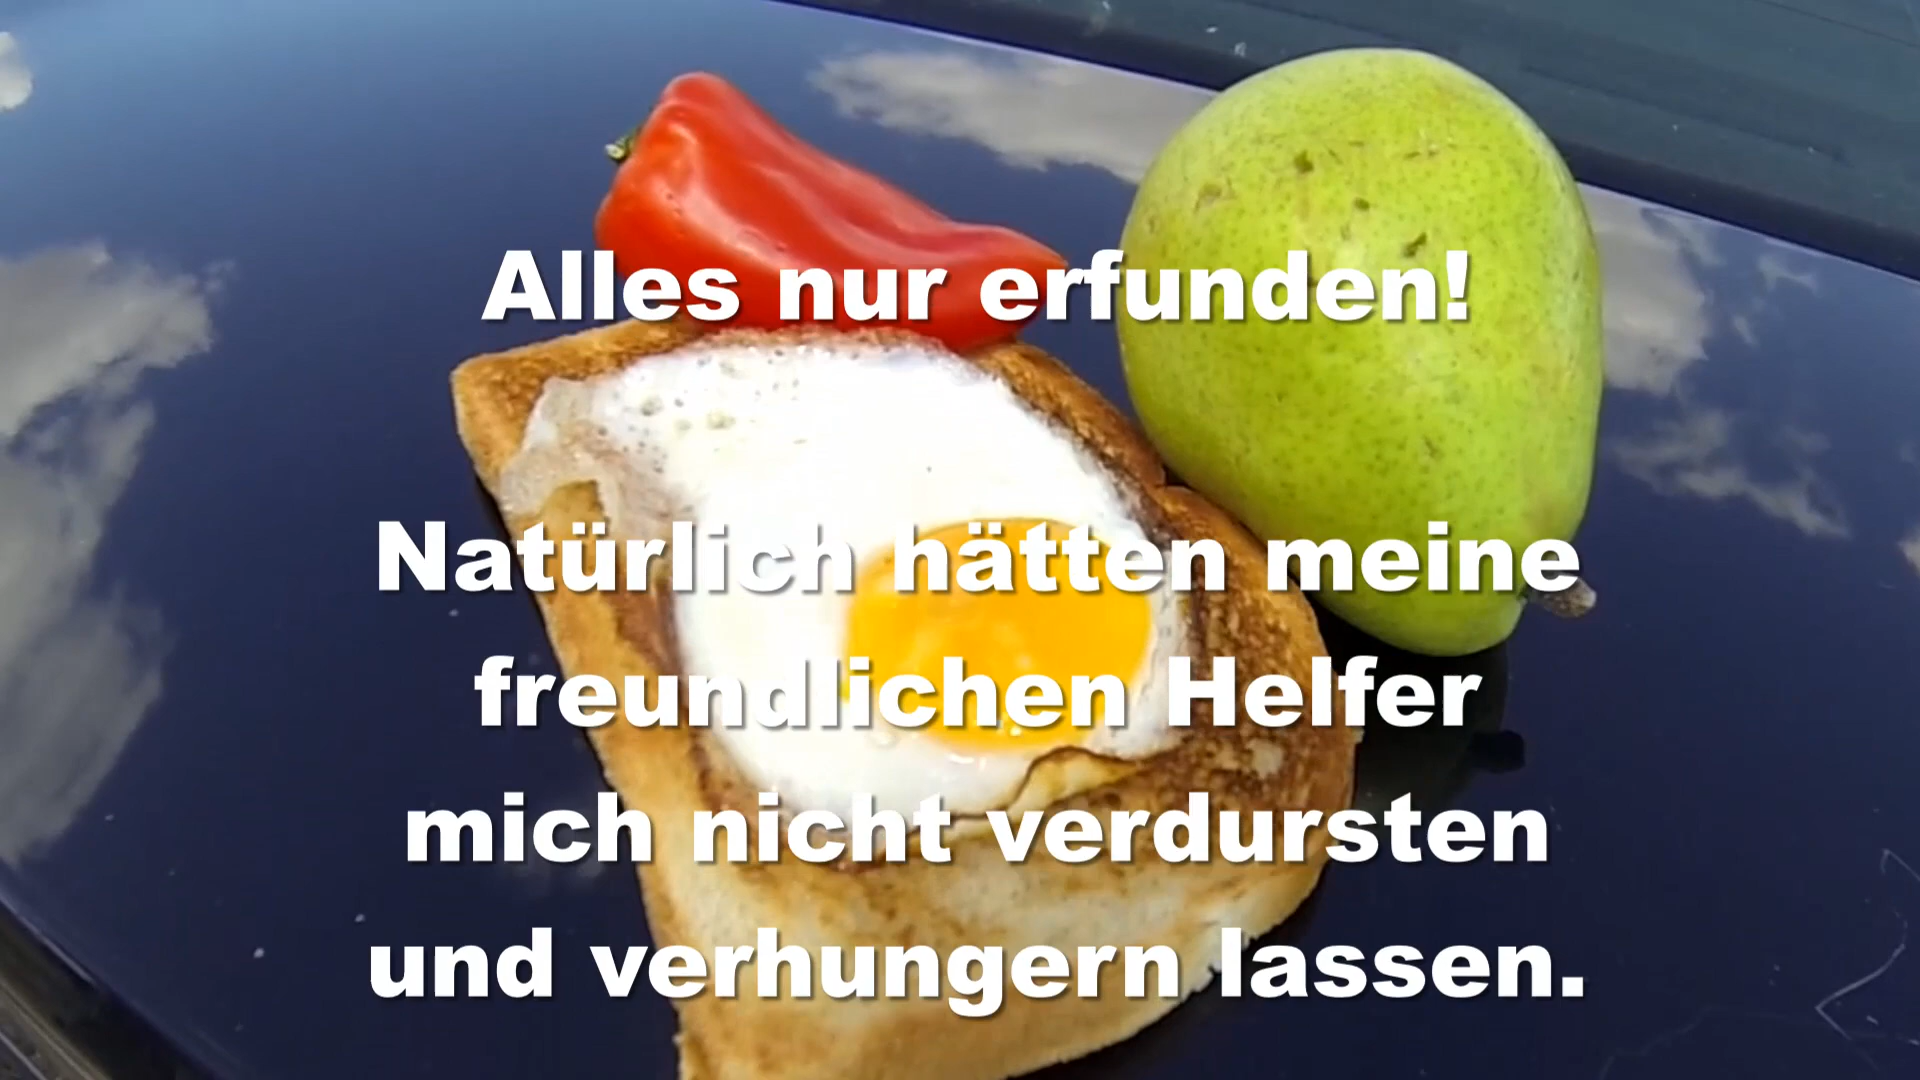 Alles nur erfunden!
Natürlich hätten meine
freundlichen Helfer
mich nicht verdursten
und verhungern lassen.